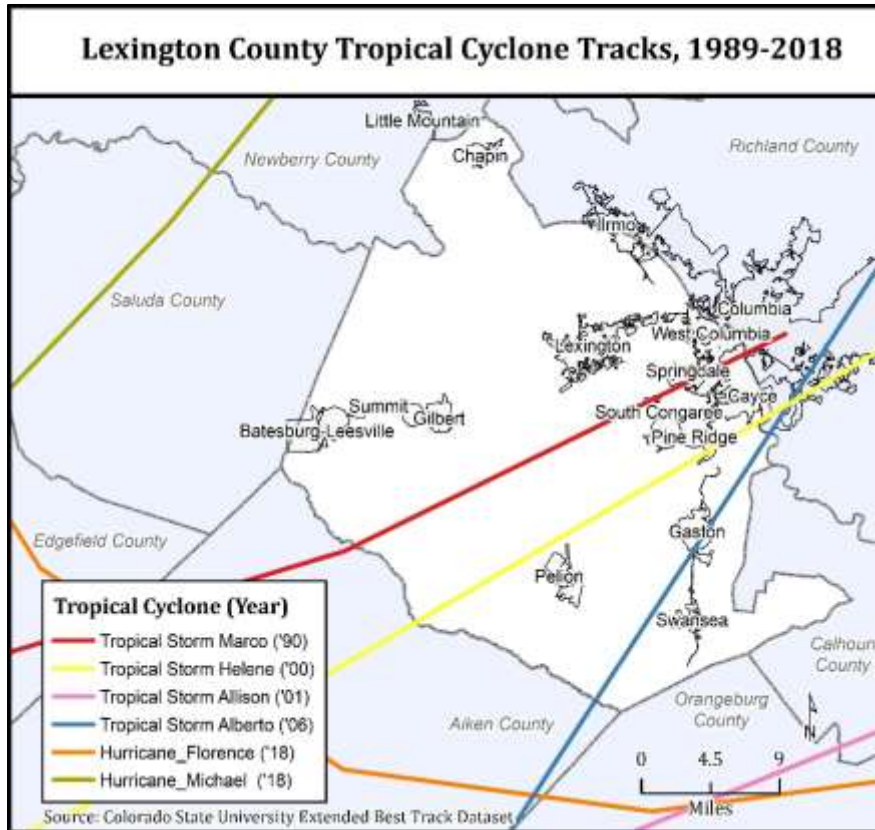 Lexington County Tropical Cyclone Tracks, 1989-2018
Little Mountain
Newberry County
Chapin
Richland County
Irmo
Saluda County
Columbia
West Columbia
Lexington
Springdale
Cayce
Summit
Gilbert
South Congaree
Batesburg-Leesville
Pine Ridge
Edgefield County
Gaston
Pelion
Swansea
Tropical Cyclone (Year)
Tropical Storm Marco ('90)
Tropical Storm Helene ('00)
Tropical Storm Allison ('01)
Tropical Storm Alberto ('06)
Hurricane_Florence ('18)
Hurricane_Michael ('18)
Calhoun
County
Orangeburg
County
Aiken County
N
0 4.5 9
Miles
Source: Colorado State University Extended Best Track Dataset